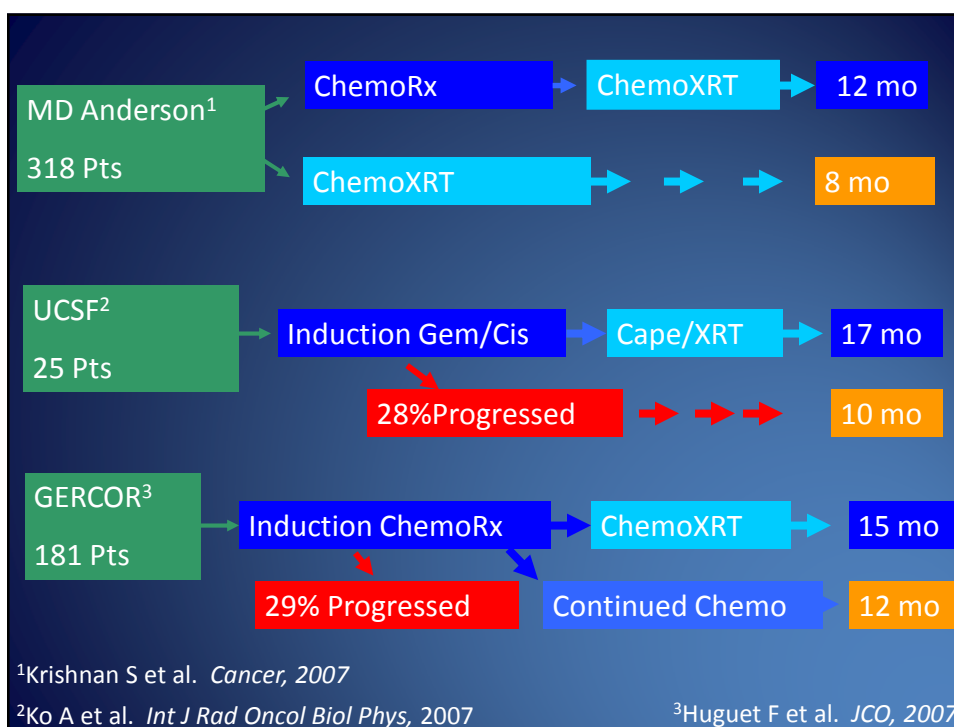 MD Anderson¹
318 Pts
ChemoRx
ChemoXRT
12 mo
ChemoXRT
8 mo
UCSF²
25 Pts
Induction Gem/Cis
Cape/XRT
17 mo
28%Progressed
10 mo
GERCOR³
181 Pts
Induction ChemoRx
ChemoXRT
15 mo
29% Progressed
Continued Chemo
12 mo
¹Krishnan S et al. Cancer, 2007
²Ko A et al. Int J Rad Oncol Biol Phys, 2007
³Huguet F et al. JCO, 2007